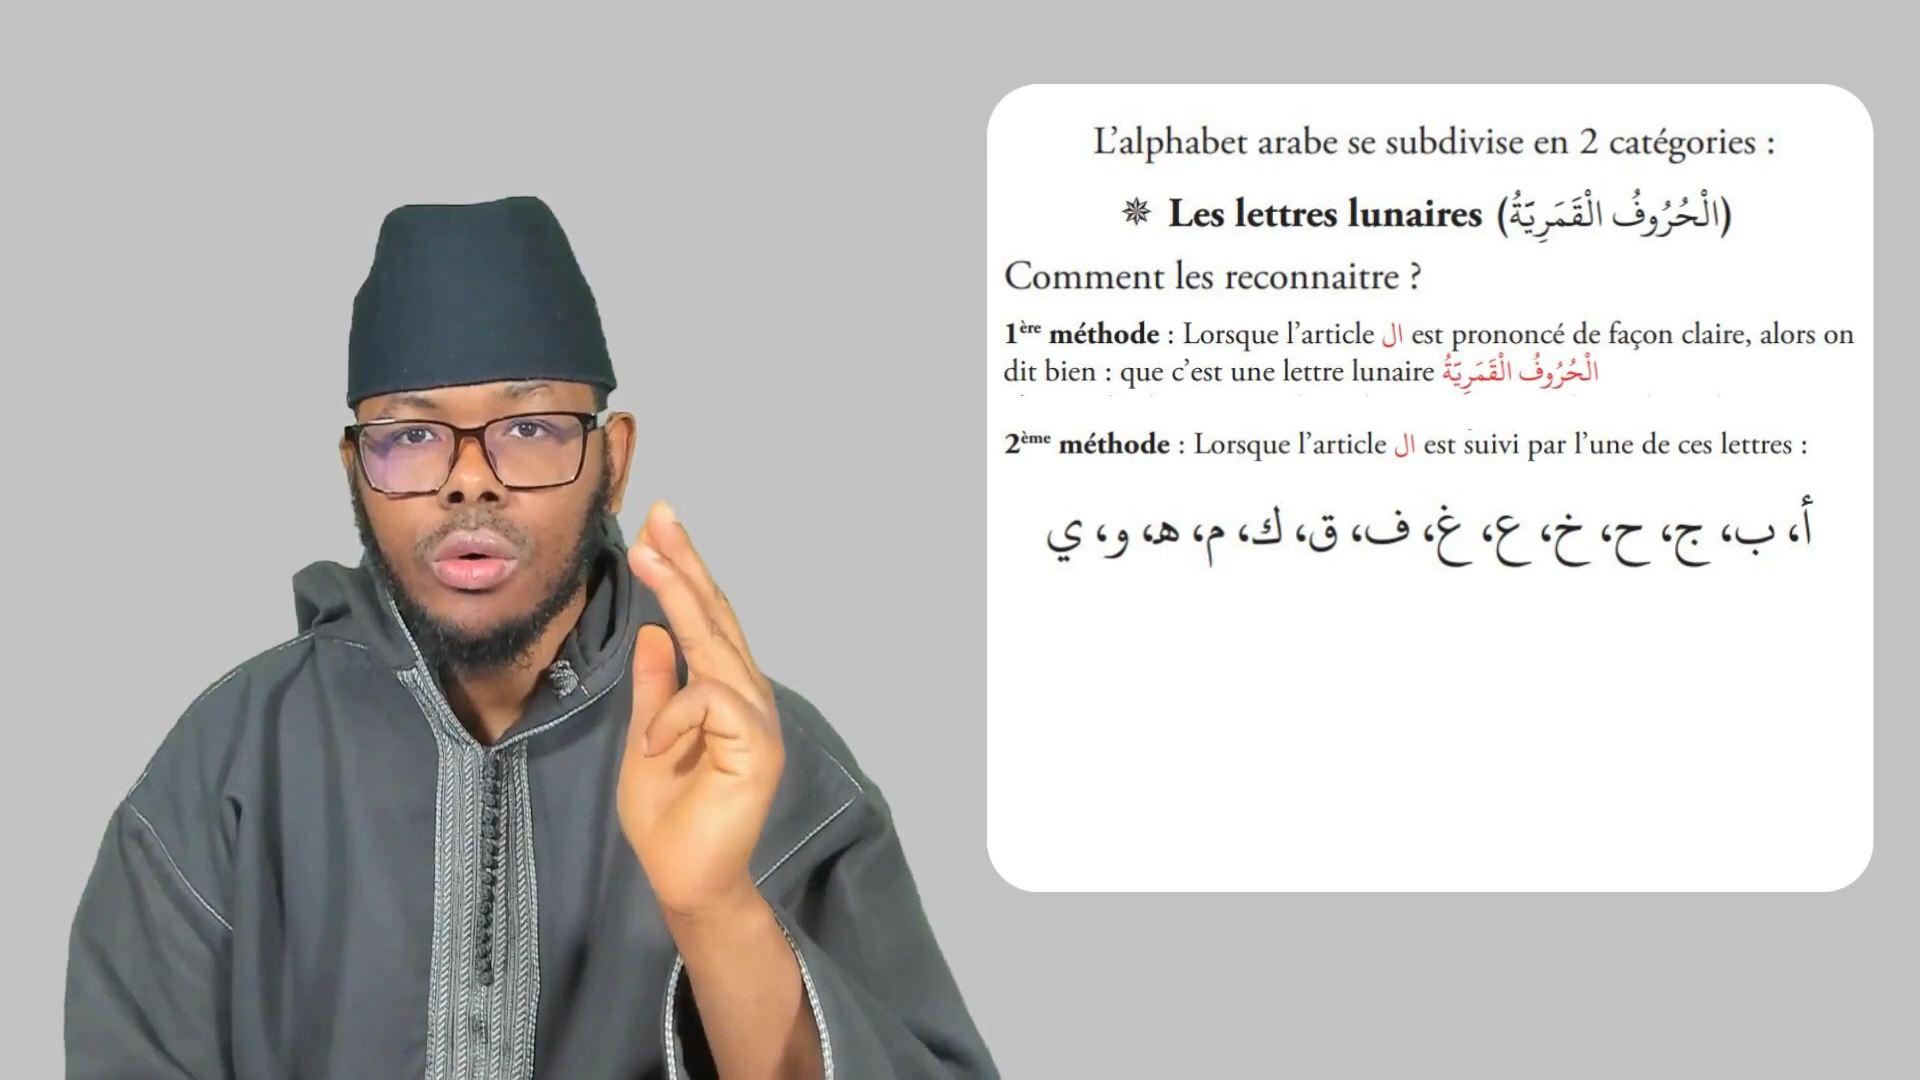 L’alphabet arabe se subdivise en 2 catégories :
✵ Les lettres lunaires (الْحُرُوفُ الْقَمَرِيّةُ)
Comment les reconnaitre ?
1ère méthode : Lorsque l’article ال est prononcé de façon claire, alors on
dit bien : que c’est une lettre lunaire الْحُرُوفُ الْقَمَرِيّةُ
2ème méthode : Lorsque l’article ال est suivi par l’une de ces lettres :
أ، ب، ج، ح، خ، ع، غ، ف، ق، ك، م، ه، و، ي